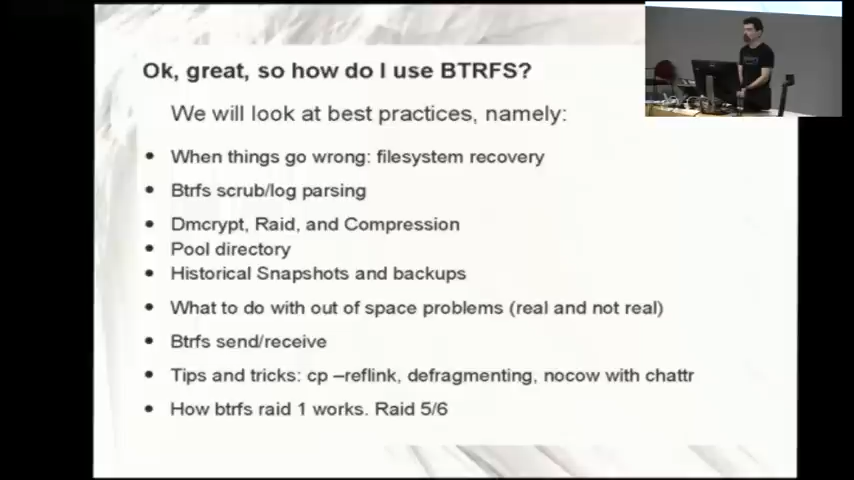 Ok, great, so how do I use BTRFS?
We will look at best practices, namely:
• When things go wrong: filesystem recovery
• Btrfs scrub/log parsing
• Dmcrypt, Raid, and Compression
• Pool directory
• Historical Snapshots and backups
• What to do with out of space problems (real and not real)
• Btrfs send/receive
• Tips and tricks: cp –reflink, defragmenting, nocow with chattr
• How btrfs raid 1 works. Raid 5/6